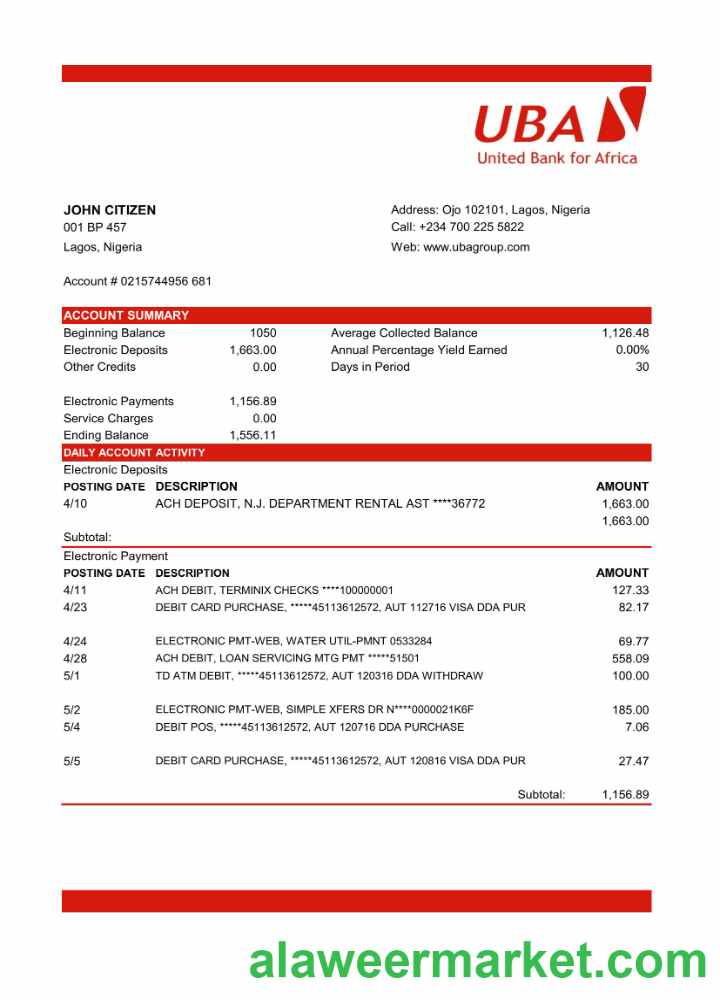 UBA
United Bank for Africa
JOHN CITIZEN
001 BP 457
Lagos, Nigeria
Address: Ojo 102101, Lagos, Nigeria
Call: +234 700 225 5822
Web: www.ubagroup.com
Account # 0215744956 681
ACCOUNT SUMMARY
Beginning Balance 1050 Average Collected Balance 1,126.48
Electronic Deposits 1,663.00 Annual Percentage Yield Earned 0.00%
Other Credits 0.00 Days in Period 30
Electronic Payments 1,156.89
Service Charges 0.00
Ending Balance 1,556.11
DAILY ACCOUNT ACTIVITY
Electronic Deposits
POSTING DATE DESCRIPTION AMOUNT
4/10 ACH DEPOSIT, N.J. DEPARTMENT RENTAL AST ****36772 1,663.00
1,663.00
Subtotal:
Electronic Payment
POSTING DATE DESCRIPTION AMOUNT
4/11 ACH DEBIT, TERMINIX CHECKS ****100000001 127.33
4/23 DEBIT CARD PURCHASE, *****45113612572, AUT 112716 VISA DDA PUR 82.17
4/24 ELECTRONIC PMT-WEB, WATER UTIL-PMNT 0533284 69.77
4/28 ACH DEBIT, LOAN SERVICING MTG PMT *****51501 558.09
5/1 TD ATM DEBIT, *****45113612572, AUT 120316 DDA WITHDRAW 100.00
5/2 ELECTRONIC PMT-WEB, SIMPLE XFERS DR N****0000021K6F 185.00
5/4 DEBIT POS, *****45113612572, AUT 120716 DDA PURCHASE 7.06
5/5 DEBIT CARD PURCHASE, *****45113612572, AUT 120816 VISA DDA PUR 27.47
Subtotal: 1,156.89
alaweermarket.com